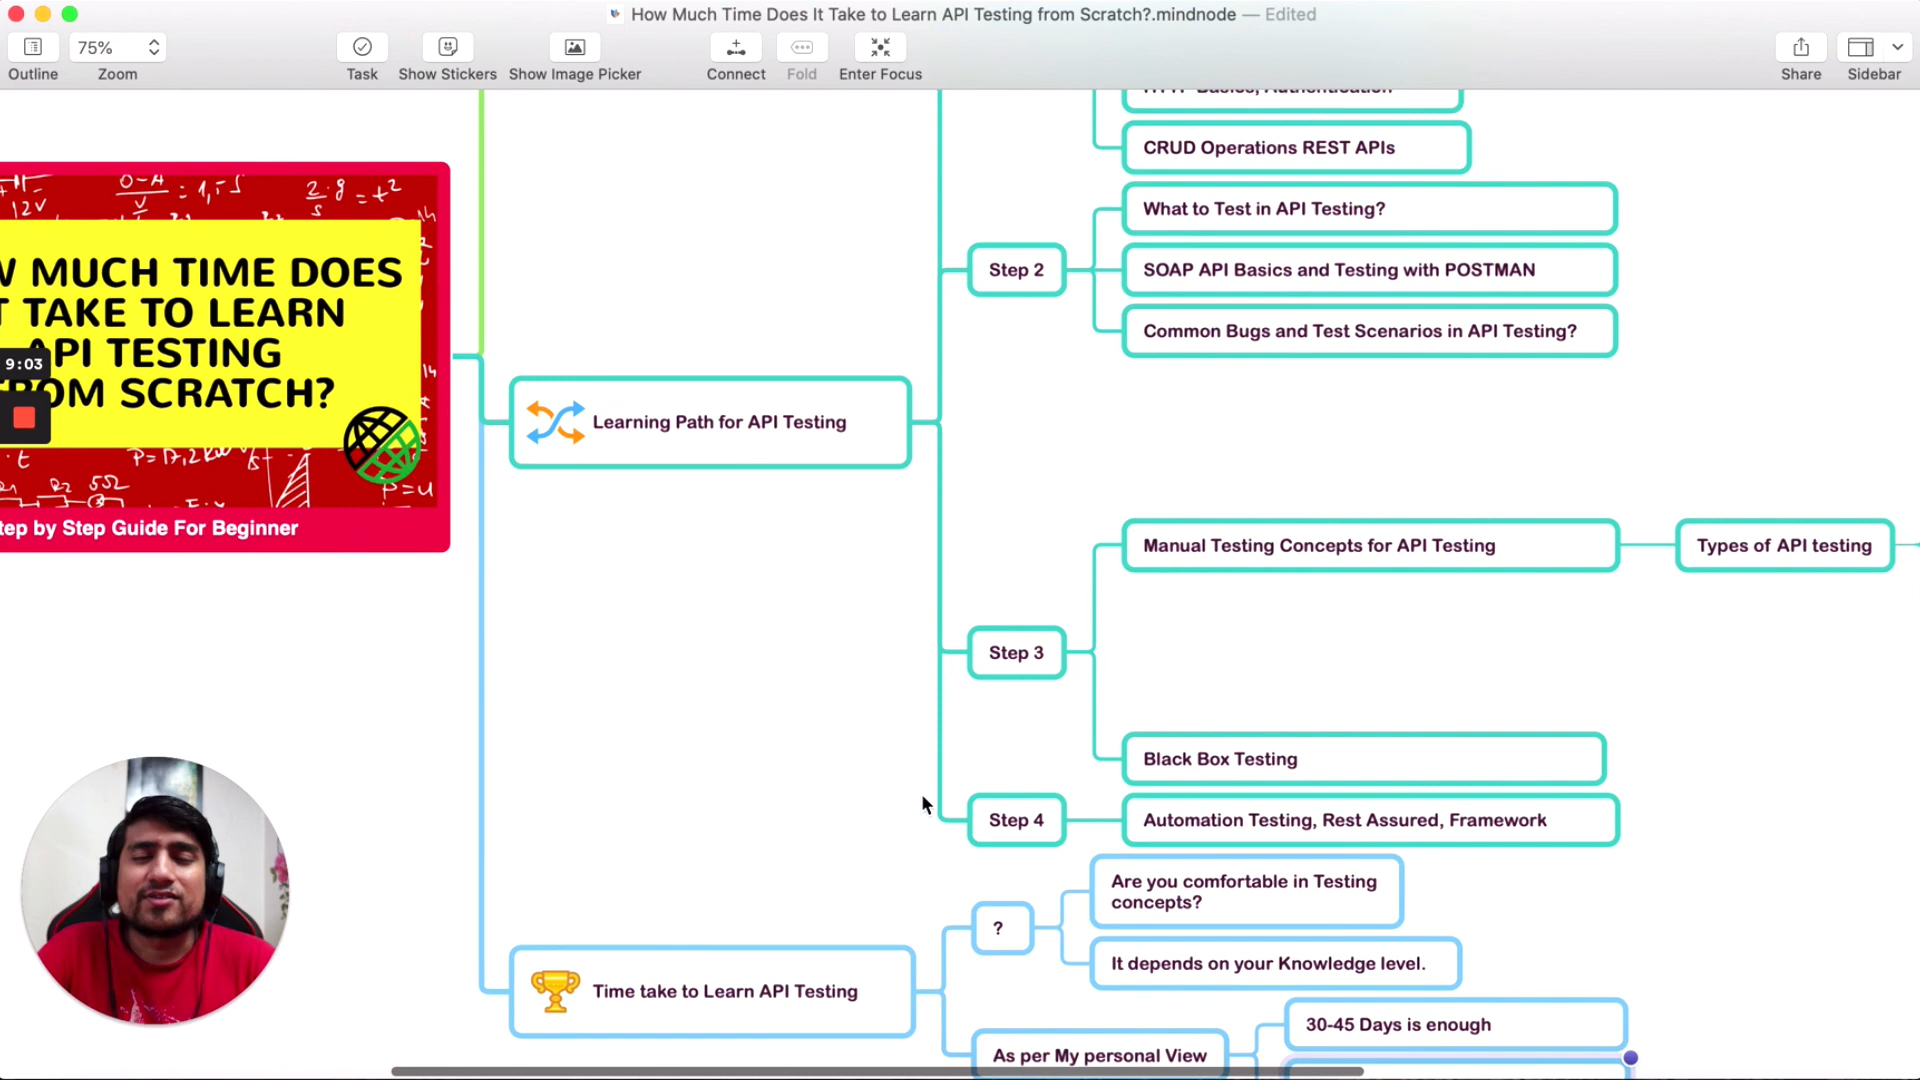 How Much Time Does It Take to Learn API Testing from Scratch?.mindnode — Edited
75%
Outline
Zoom
Task
Show Stickers
Show Image Picker
Connect
Fold
Enter Focus
Share
Sidebar
CRUD Operations REST APIs
What to Test in API Testing?
Step 2
SOAP API Basics and Testing with POSTMAN
Common Bugs and Test Scenarios in API Testing?
MUCH TIME DOES
TAKE TO LEARN
API TESTING
FROM SCRATCH?
9:03
tep by Step Guide For Beginner
Learning Path for API Testing
Manual Testing Concepts for API Testing
Types of API testing
Step 3
Black Box Testing
Step 4
Automation Testing, Rest Assured, Framework
Are you comfortable in Testing
concepts?
?
It depends on your Knowledge level.
Time take to Learn API Testing
30-45 Days is enough
As per My personal View